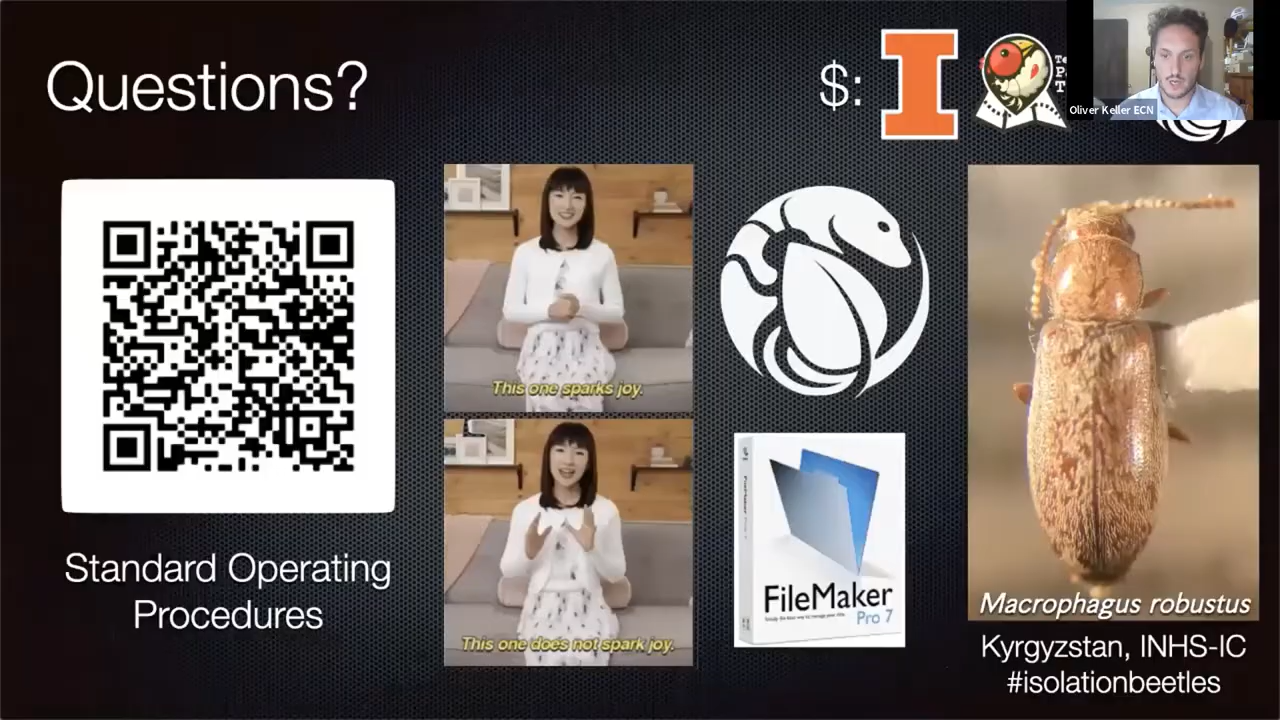 Questions?
$:
Oliver Keller ECN
This one sparks joy.
This one does not spark joy.
Standard Operating
Procedures
FileMaker
Pro 7
Macrophagus robustus
Kyrgyzstan, INHS-IC
#isolationbeetles